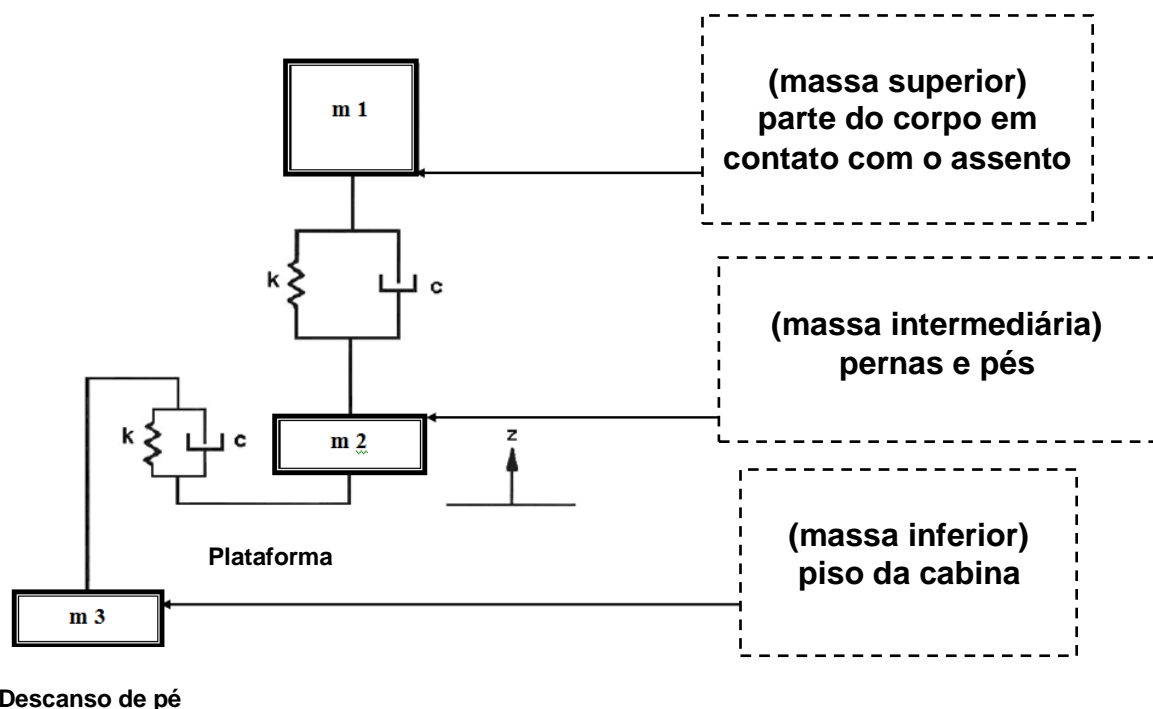 (massa superior)
parte do corpo em
contato com o assento
m 1
k
c
(massa intermediária)
pernas e pés
k
c
m 2
z
(massa inferior)
piso da cabina
Plataforma
m 3
Descanso de pé